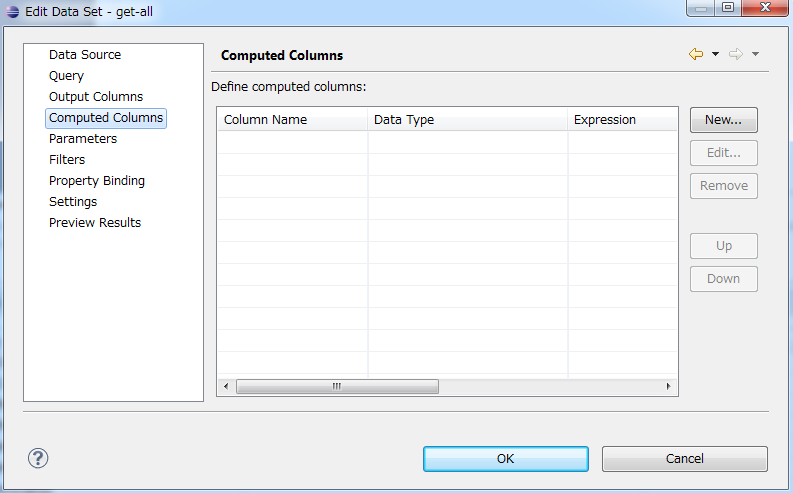 Edit Data Set - get-all
Data Source
Query
Output Columns
Computed Columns
Parameters
Filters
Property Binding
Settings
Preview Results
Computed Columns
Define computed columns:
Column Name Data Type Expression
New...
Edit...
Remove
Up
Down
OK Cancel